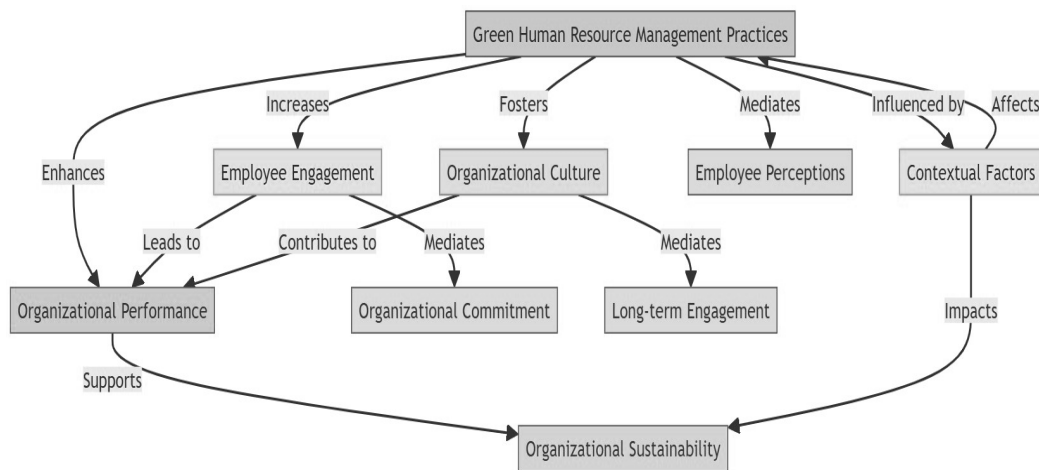 Green Human Resource Management Practices
Increases
Fosters
Mediates
Influenced by
Affects
Enhances
Employee Engagement
Organizational Culture
Employee Perceptions
Contextual Factors
Leads to
Contributes to
Mediates
Mediates
Organizational Performance
Organizational Commitment
Long-term Engagement
Impacts
Supports
Organizational Sustainability